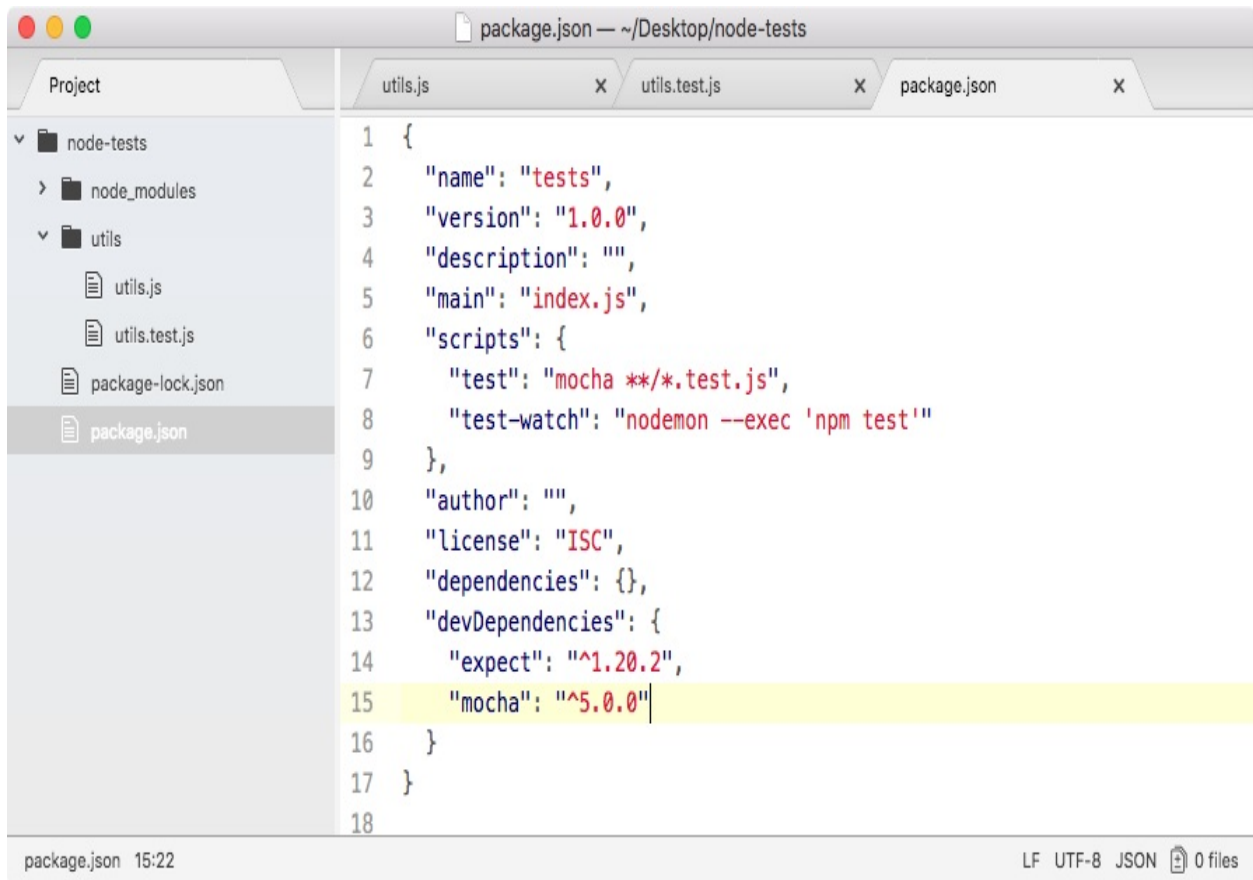 package.json — ~/Desktop/node-tests
Project
utils.js
utils.test.js
package.json
node-tests
node_modules
utils
utils.js
utils.test.js
package-lock.json
package.json
1 {
2 "name": "tests",
3 "version": "1.0.0",
4 "description": "",
5 "main": "index.js",
6 "scripts": {
7 "test": "mocha **/*.test.js",
8 "test-watch": "nodemon --exec 'npm test'"
9 },
10 "author": "",
11 "license": "ISC",
12 "dependencies": {},
13 "devDependencies": {
14 "expect": "^1.20.2",
15 "mocha": "^5.0.0"
16 }
17 }
18
package.json 15:22
LF UTF-8 JSON 0 files